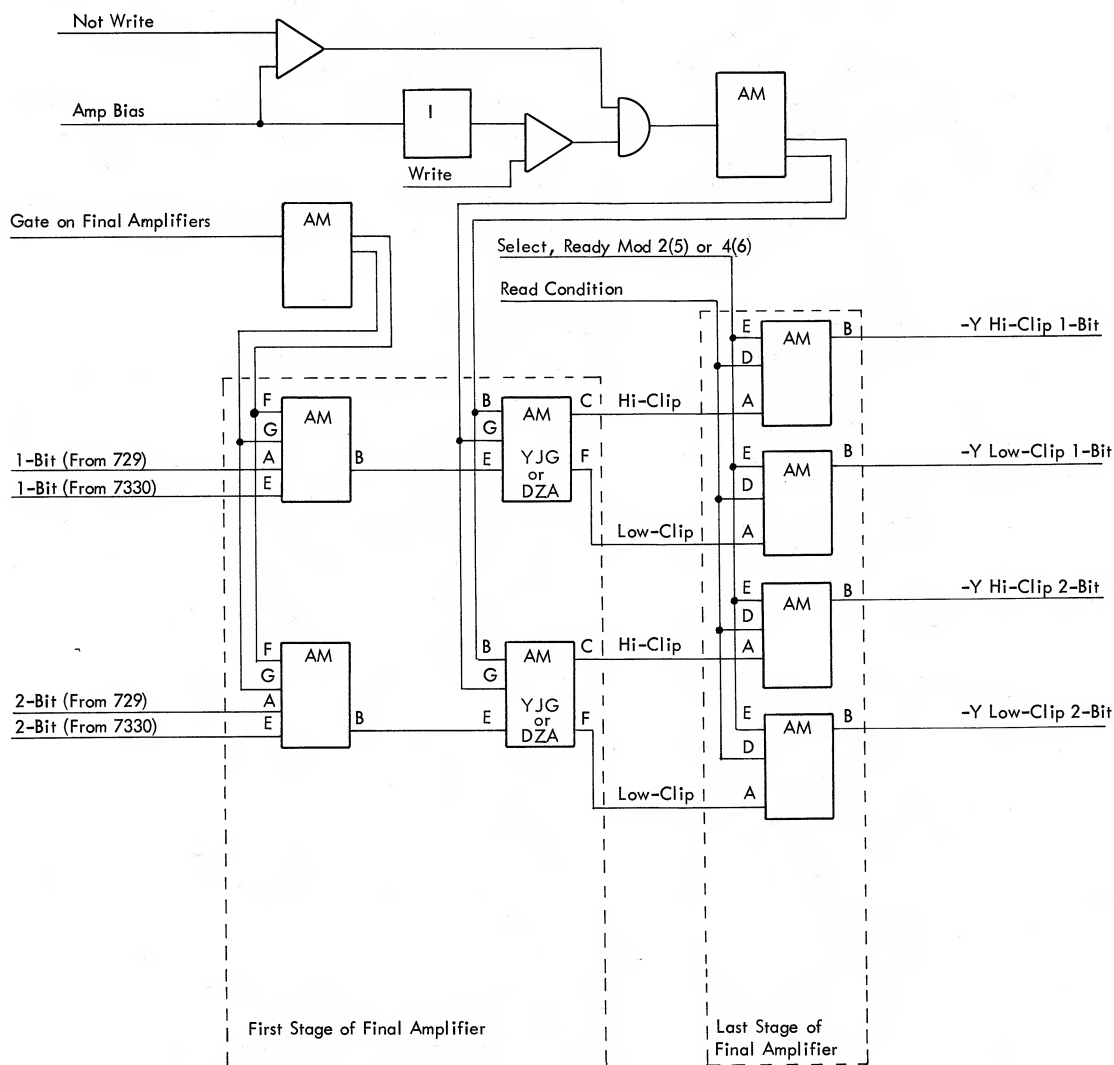 Not Write
Amp Bias
I
AM
Write
Gate on Final Amplifiers
AM
Select, Ready Mod 2(5) or 4(6)
Read Condition
E
D
A
AM
B
-Y Hi-Clip 1-Bit
F
G
A
E
AM
B
1-Bit (From 729)
1-Bit (From 7330)
B
G
E
AM
YJG
or
DZA
C
F
Hi-Clip
Low-Clip
E
D
A
AM
B
-Y Low-Clip 1-Bit
E
D
A
AM
B
-Y Hi-Clip 2-Bit
F
G
A
E
AM
B
2-Bit (From 729)
2-Bit (From 7330)
B
G
E
AM
YJG
or
DZA
C
F
Hi-Clip
Low-Clip
E
D
A
AM
B
-Y Low-Clip 2-Bit
First Stage of Final Amplifier
Last Stage of
Final Amplifier